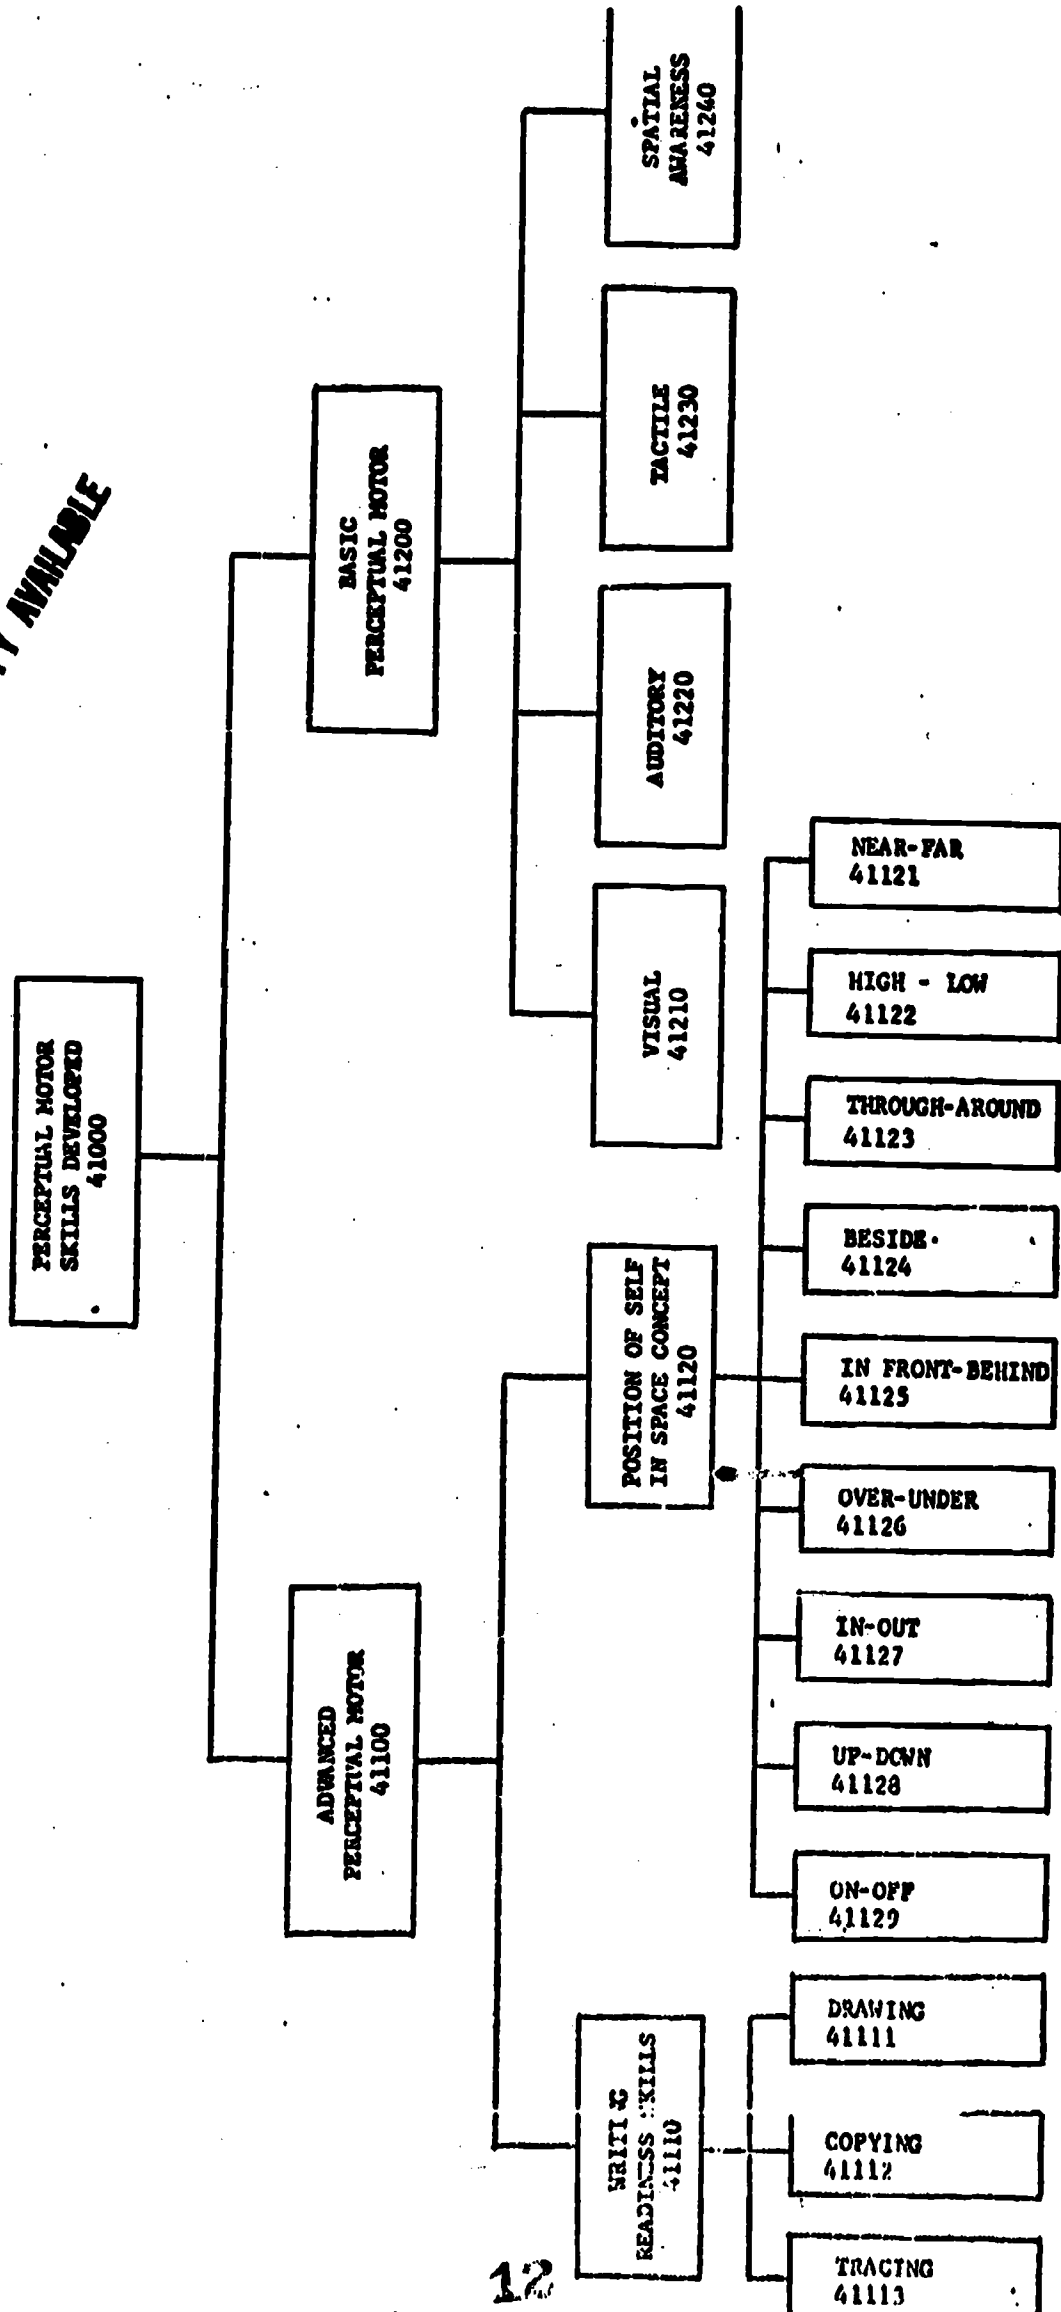 TY AVAILABLE
PERCEPTUAL MOTOR
SKILLS DEVELOPED
41000
ADVANCED
PERCEPTUAL MOTOR
41100
BASIC
PERCEPTUAL MOTOR
41200
WRITING
READINESS SKILLS
41110
POSITION OF SELF
IN SPACE CONCEPT
41120
VISUAL
41210
AUDITORY
41220
TACTILE
41230
SPATIAL
AWARENESS
41240
NEAR-FAR
41121
HIGH - LOW
41122
THROUGH-AROUND
41123
BESIDE
41124
IN FRONT-BEHIND
41125
OVER-UNDER
41126
IN-OUT
41127
UP-DOWN
41128
ON-OFF
41129
DRAWING
41111
COPYING
41112
TRACING
41113
12